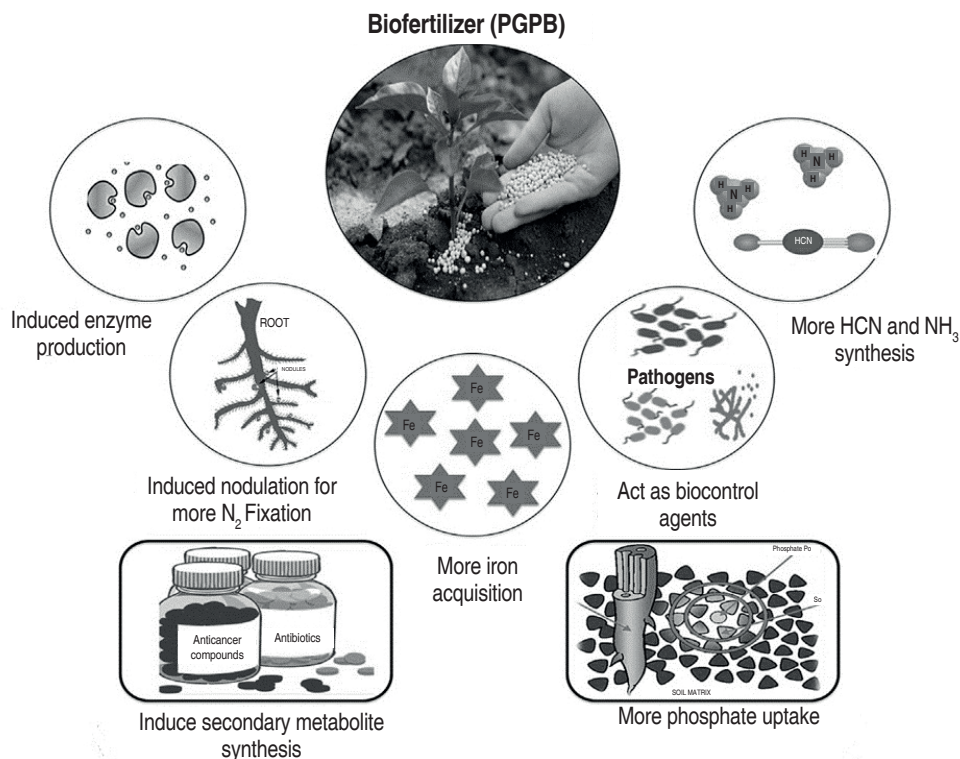 Biofertilizer (PGPB)
H
N
H
H
H
N
H
H
HCN
Induced enzyme
production
ROOT
NODULES
Pathogens
More HCN and NH₃
synthesis
Fe
Fe
Fe
Fe
Fe
Fe
Induced nodulation for
more N₂ Fixation
Act as biocontrol
agents
More iron
acquisition
Anticancer
compounds
Antibiotics
Phosphate Po
So
SOIL MATRIX
Induce secondary metabolite
synthesis
More phosphate uptake